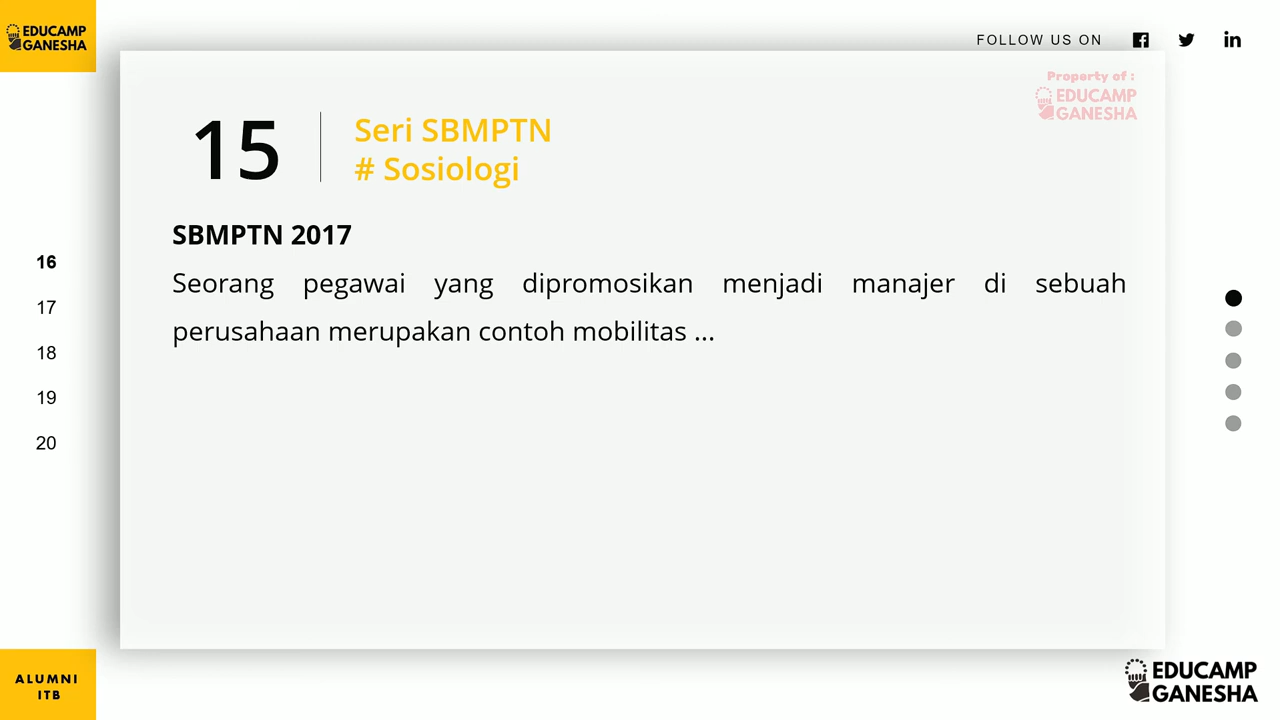 EDUCAMP
GANESHA
FOLLOW US ON
Property of :
EDUCAMP
GANESHA
15
Seri SBMPTN
# Sosiologi
SBMPTN 2017
Seorang pegawai yang dipromosikan menjadi manajer di sebuah
perusahaan merupakan contoh mobilitas ...
16
17
18
19
20
ALUMNI
ITB
EDUCAMP
GANESHA